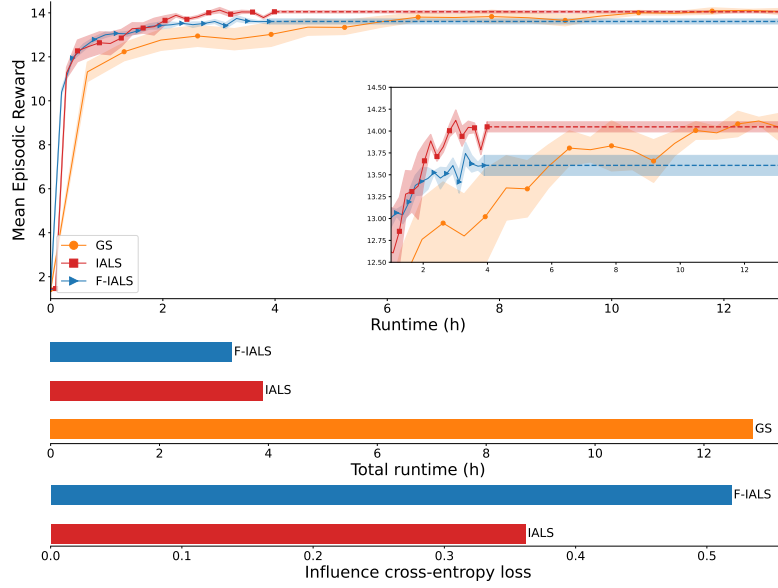 14
12
10
8
6
4
2
Mean Episodic Reward
14.50
14.25
14.00
13.75
13.50
13.25
13.00
12.75
12.50
2 4 6 8 10 12
GS
IALS
F-IALS
0 2 4 6 8 10 12
Runtime (h)
F-IALS
IALS
GS
0 2 4 6 8 10 12
Total runtime (h)
F-IALS
IALS
0.0 0.1 0.2 0.3 0.4 0.5
Influence cross-entropy loss